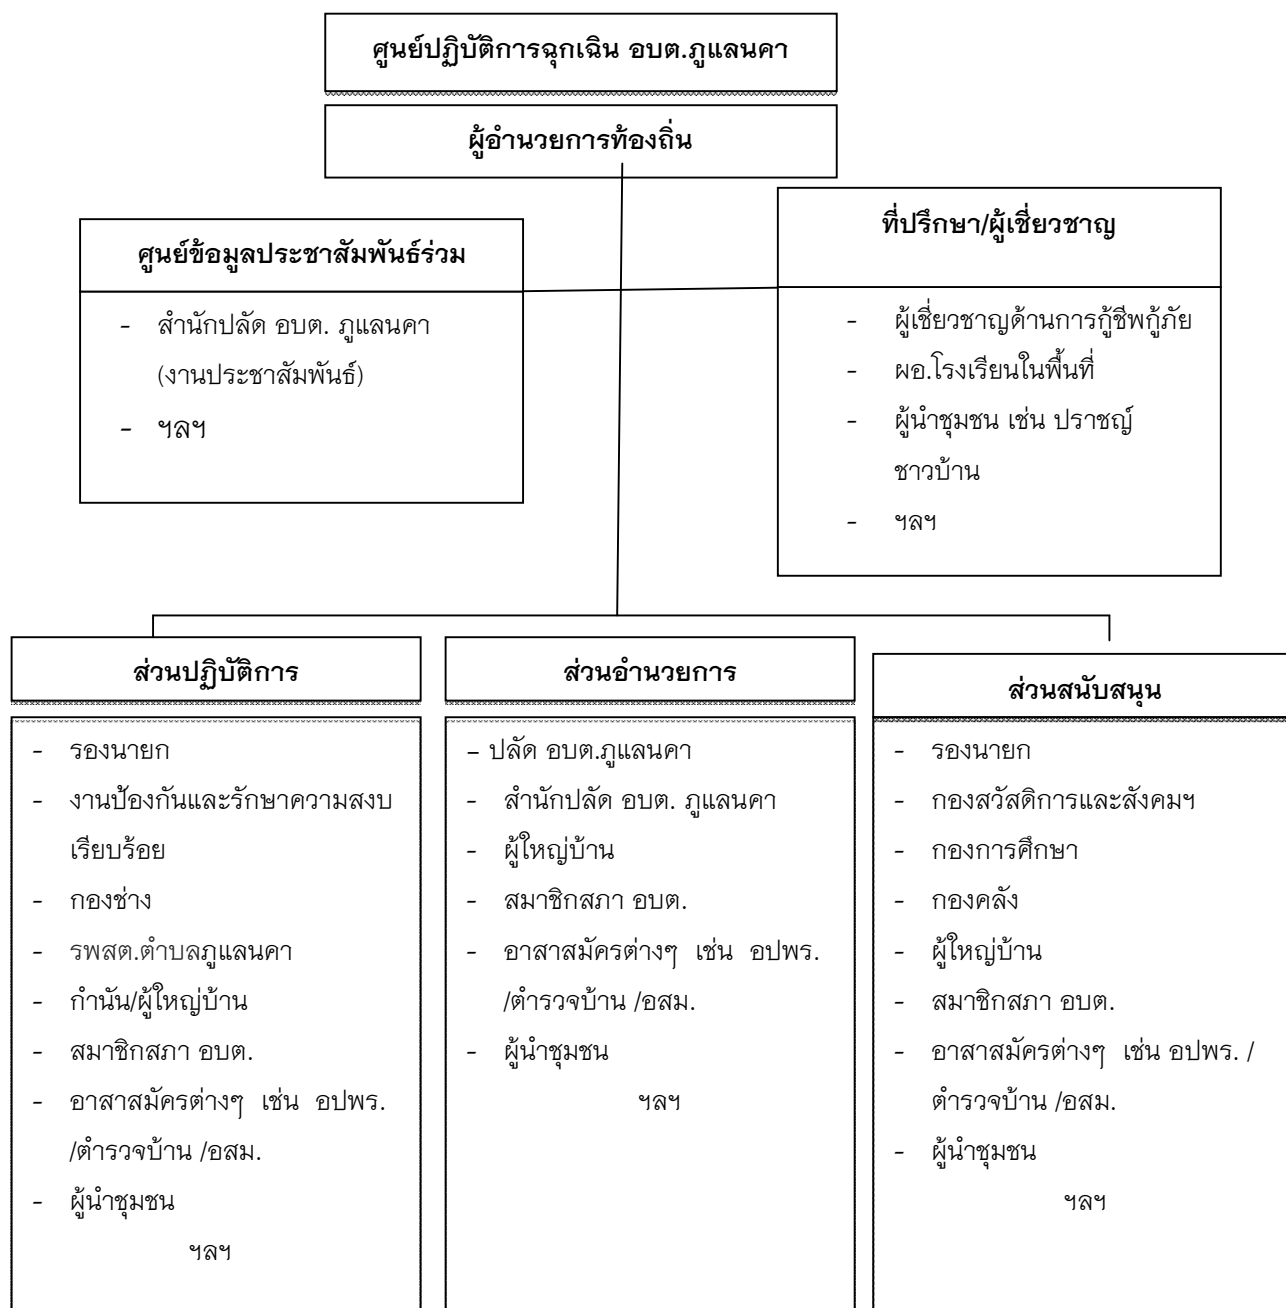 ศูนย์ปฏิบัติการฉุกเฉิน อบต.ภูแลนคา
ผู้อำนวยการท้องถิ่น
ศูนย์ข้อมูลประชาสัมพันธ์ร่วม
- สำนักปลัด อบต. ภูแลนคา
(งานประชาสัมพันธ์)
- ฯลฯ
ที่ปรึกษา/ผู้เชี่ยวชาญ
- ผู้เชี่ยวชาญด้านการกู้ชีพกู้ภัย
- ผอ.โรงเรียนในพื้นที่
- ผู้นำชุมชน เช่น ปราชญ์
ชาวบ้าน
- ฯลฯ
ส่วนปฏิบัติการ
- รองนายก
- งานป้องกันและรักษาความสงบ
เรียบร้อย
- กองช่าง
- รพสต.ตำบลภูแลนคา
- กำนัน/ผู้ใหญ่บ้าน
- สมาชิกสภา อบต.
- อาสาสมัครต่างๆ เช่น อปพร.
/ตำรวจบ้าน /อสม.
- ผู้นำชุมชน
ฯลฯ
ส่วนอำนวยการ
– ปลัด อบต.ภูแลนคา
- สำนักปลัด อบต. ภูแลนคา
- ผู้ใหญ่บ้าน
- สมาชิกสภา อบต.
- อาสาสมัครต่างๆ เช่น อปพร.
/ตำรวจบ้าน /อสม.
- ผู้นำชุมชน
ฯลฯ
ส่วนสนับสนุน
- รองนายก
- กองสวัสดิการและสังคมฯ
- กองการศึกษา
- กองคลัง
- ผู้ใหญ่บ้าน
- สมาชิกสภา อบต.
- อาสาสมัครต่างๆ เช่น อปพร. /
ตำรวจบ้าน /อสม.
- ผู้นำชุมชน
ฯลฯ